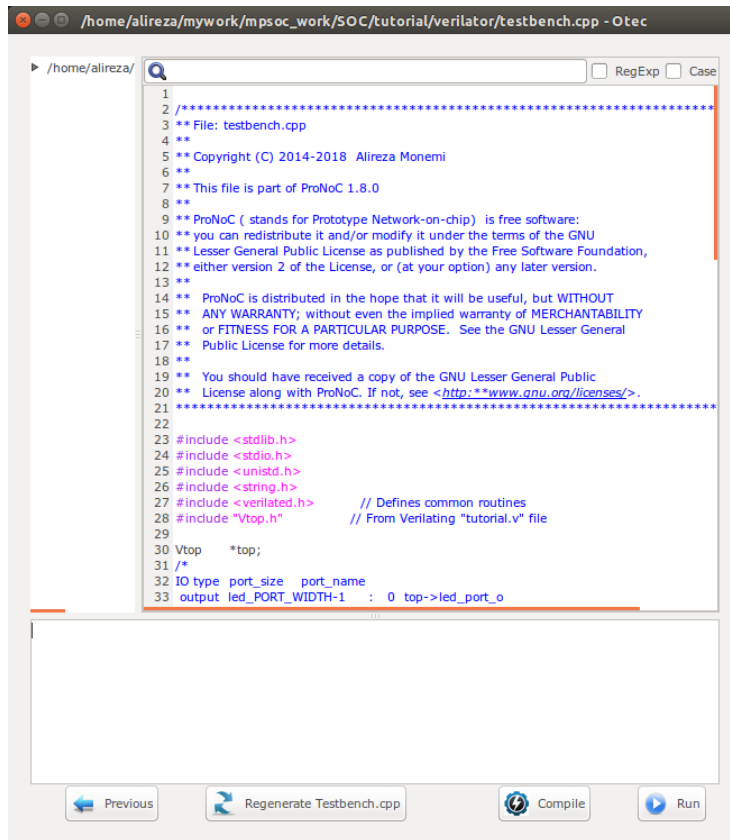 /home/alireza/mywork/mpsoc_work/SOC/tutorial/verilator/testbench.cpp - Otec
/home/alireza/
RegExp Case
1
2 /*********************************************************************
3 ** File: testbench.cpp
4 **
5 ** Copyright (C) 2014-2018 Alireza Monemi
6 **
7 ** This file is part of ProNoC 1.8.0
8 **
9 ** ProNoC ( stands for Prototype Network-on-chip) is free software:
10 ** you can redistribute it and/or modify it under the terms of the GNU
11 ** Lesser General Public License as published by the Free Software Foundation,
12 ** either version 2 of the License, or (at your option) any later version.
13 **
14 ** ProNoC is distributed in the hope that it will be useful, but WITHOUT
15 ** ANY WARRANTY; without even the implied warranty of MERCHANTABILITY
16 ** or FITNESS FOR A PARTICULAR PURPOSE. See the GNU Lesser General
17 ** Public License for more details.
18 **
19 ** You should have received a copy of the GNU Lesser General Public
20 ** License along with ProNoC. If not, see <http:**www.gnu.org/licenses/>.
21 **********************************************************************
22
23 #include <stdlib.h>
24 #include <stdio.h>
25 #include <unistd.h>
26 #include <string.h>
27 #include <verilated.h> // Defines common routines
28 #include "Vtop.h" // From Verilating "tutorial.v" file
29
30 Vtop *top;
31 /*
32 IO type port_size port_name
33 output led_PORT_WIDTH-1 : 0 top->led_port_o
Previous Regenerate Testbench.cpp Compile Run